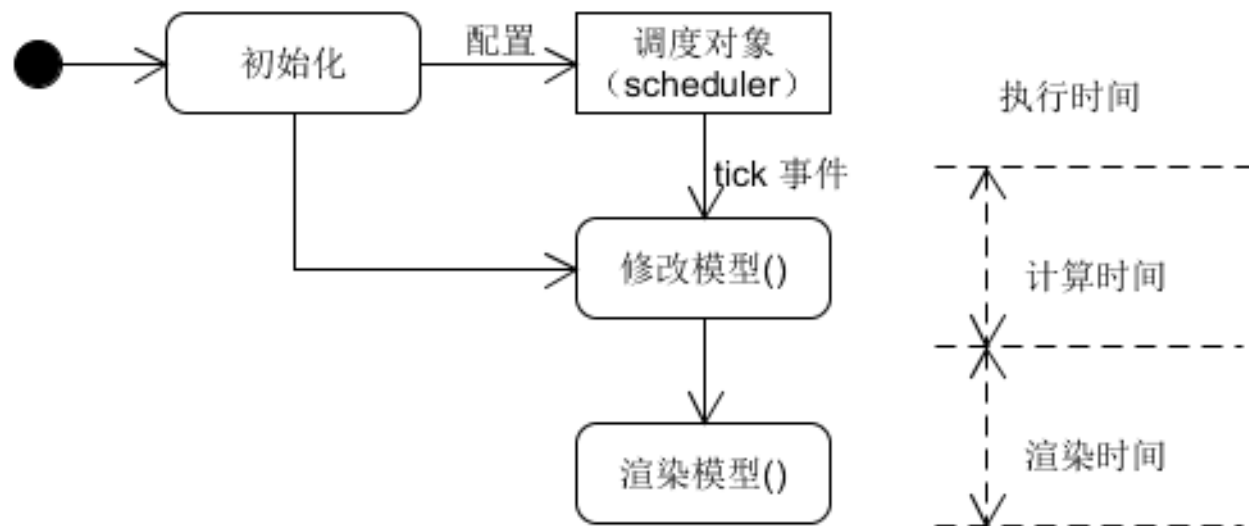 初始化
配置
调度对象
（scheduler）
执行时间
tick 事件
修改模型()
计算时间
渲染模型()
渲染时间